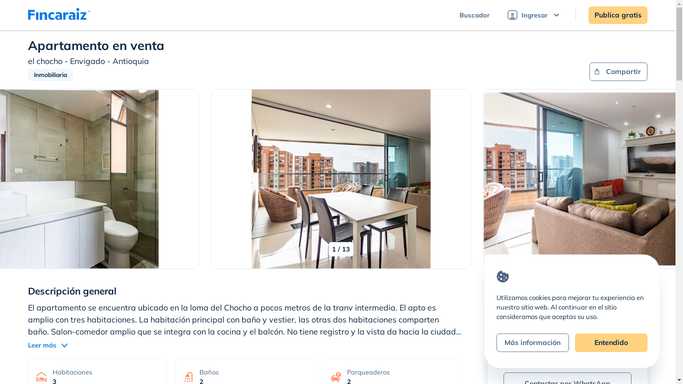 Fincaraiz
Buscador
Ingresar
Publica gratis
Apartamento en venta
el chocho - Envigado - Antioquia
Inmobiliaria
Compartir
1 / 13
Descripción general
El apartamento se encuentra ubicado en la loma del Chocho a pocos metros de la tranv intermedia. El apto es
amplio con tres habitaciones. La habitación principal con baño y vestier, las otras dos habitaciones comparten
baño. Salon-comedor amplio que se integra con la cocina y el balcón. No tiene registro y la vista da hacia la ciudad...
Leer más
Habitaciones
3
Baños
2
Parqueaderos
2
Utilizamos cookies para mejorar tu experiencia en
nuestro sitio web. Al continuar en el sitio
consideramos que aceptas su uso.
Más información
Entendido
Contactar por WhatsApp